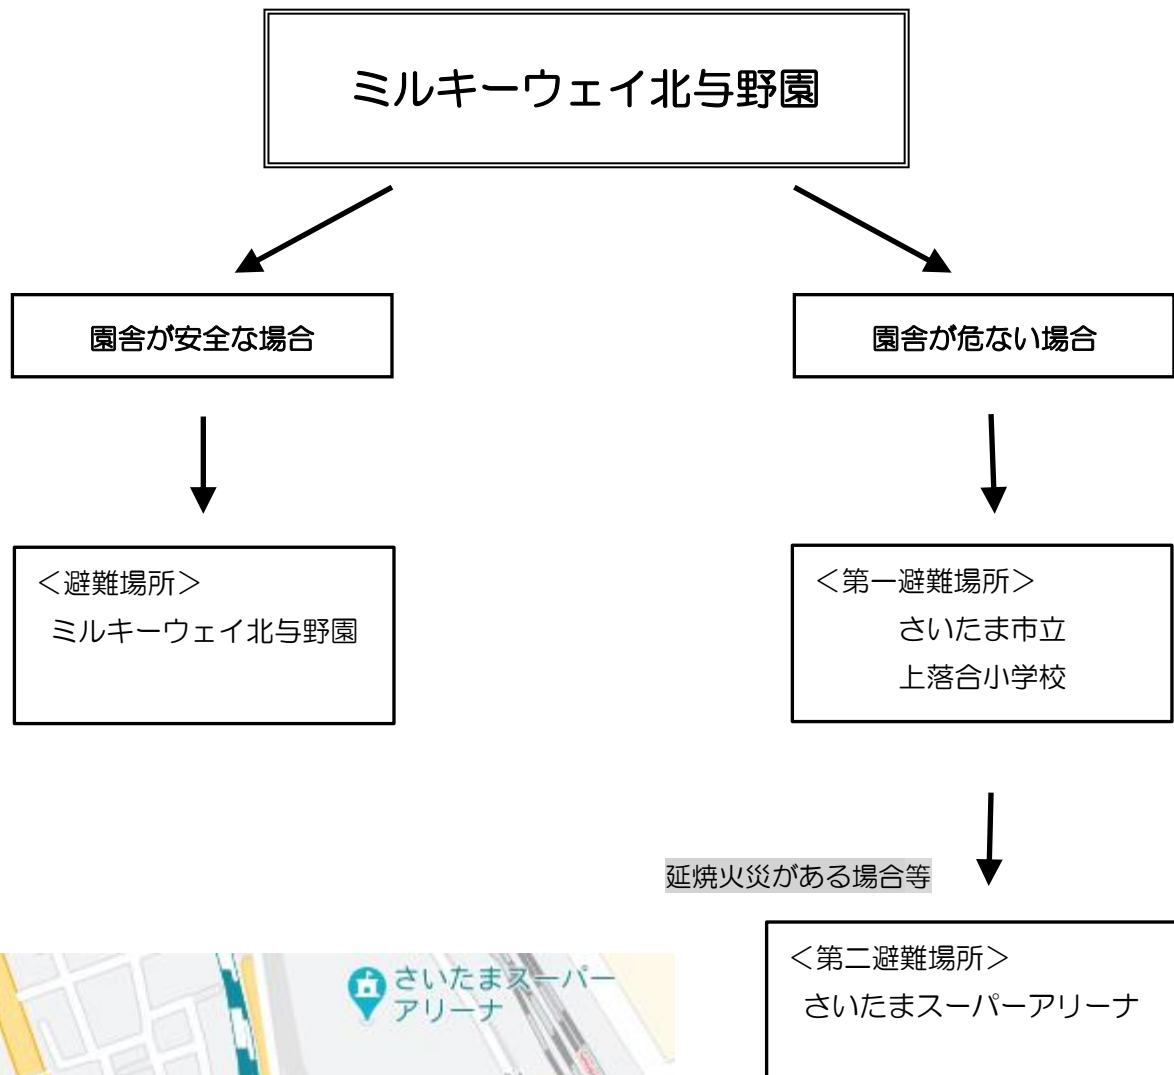 ミルキーウェイ北与野園
園舎が安全な場合
園舎が危ない場合
＜避難場所＞
ミルキーウェイ北与野園
＜第一避難場所＞
さいたま市立
上落合小学校
延焼火災がある場合等
＜第二避難場所＞
さいたまスーパーアリーナ
さいたまスーパー
アリーナ